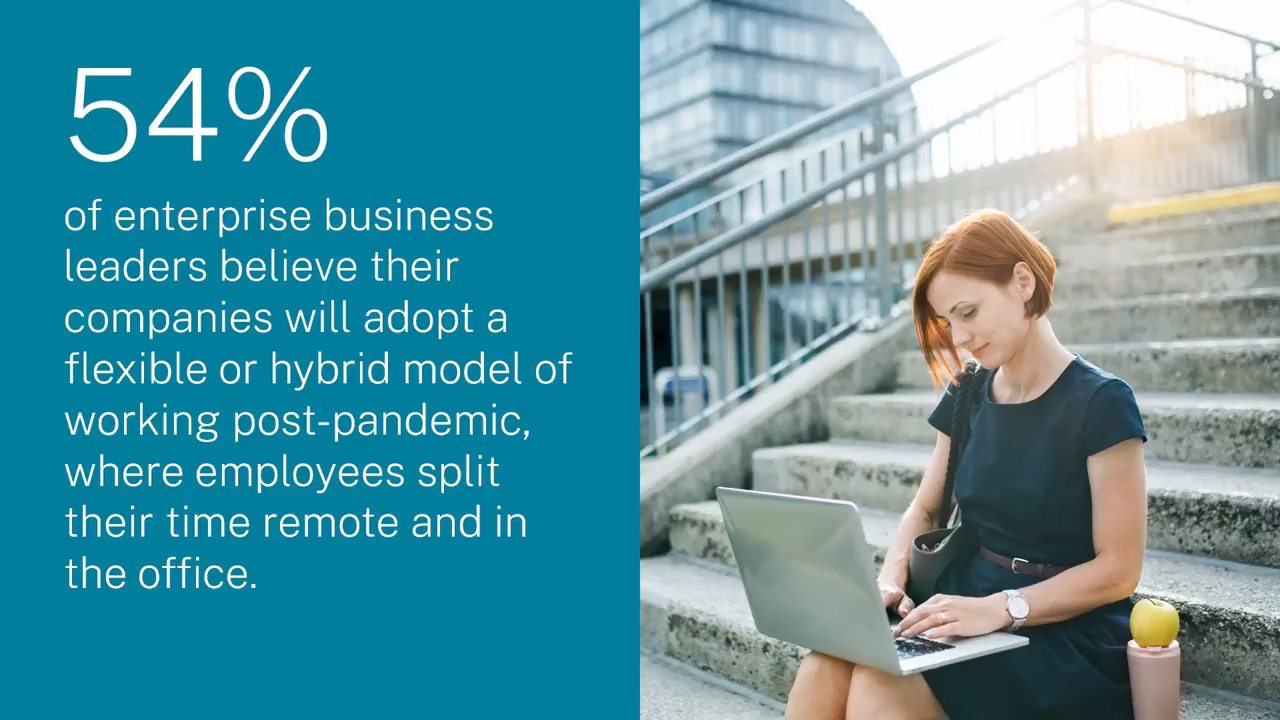 54%
of enterprise business
leaders believe their
companies will adopt a
flexible or hybrid model of
working post-pandemic,
where employees split
their time remote and in
the office.